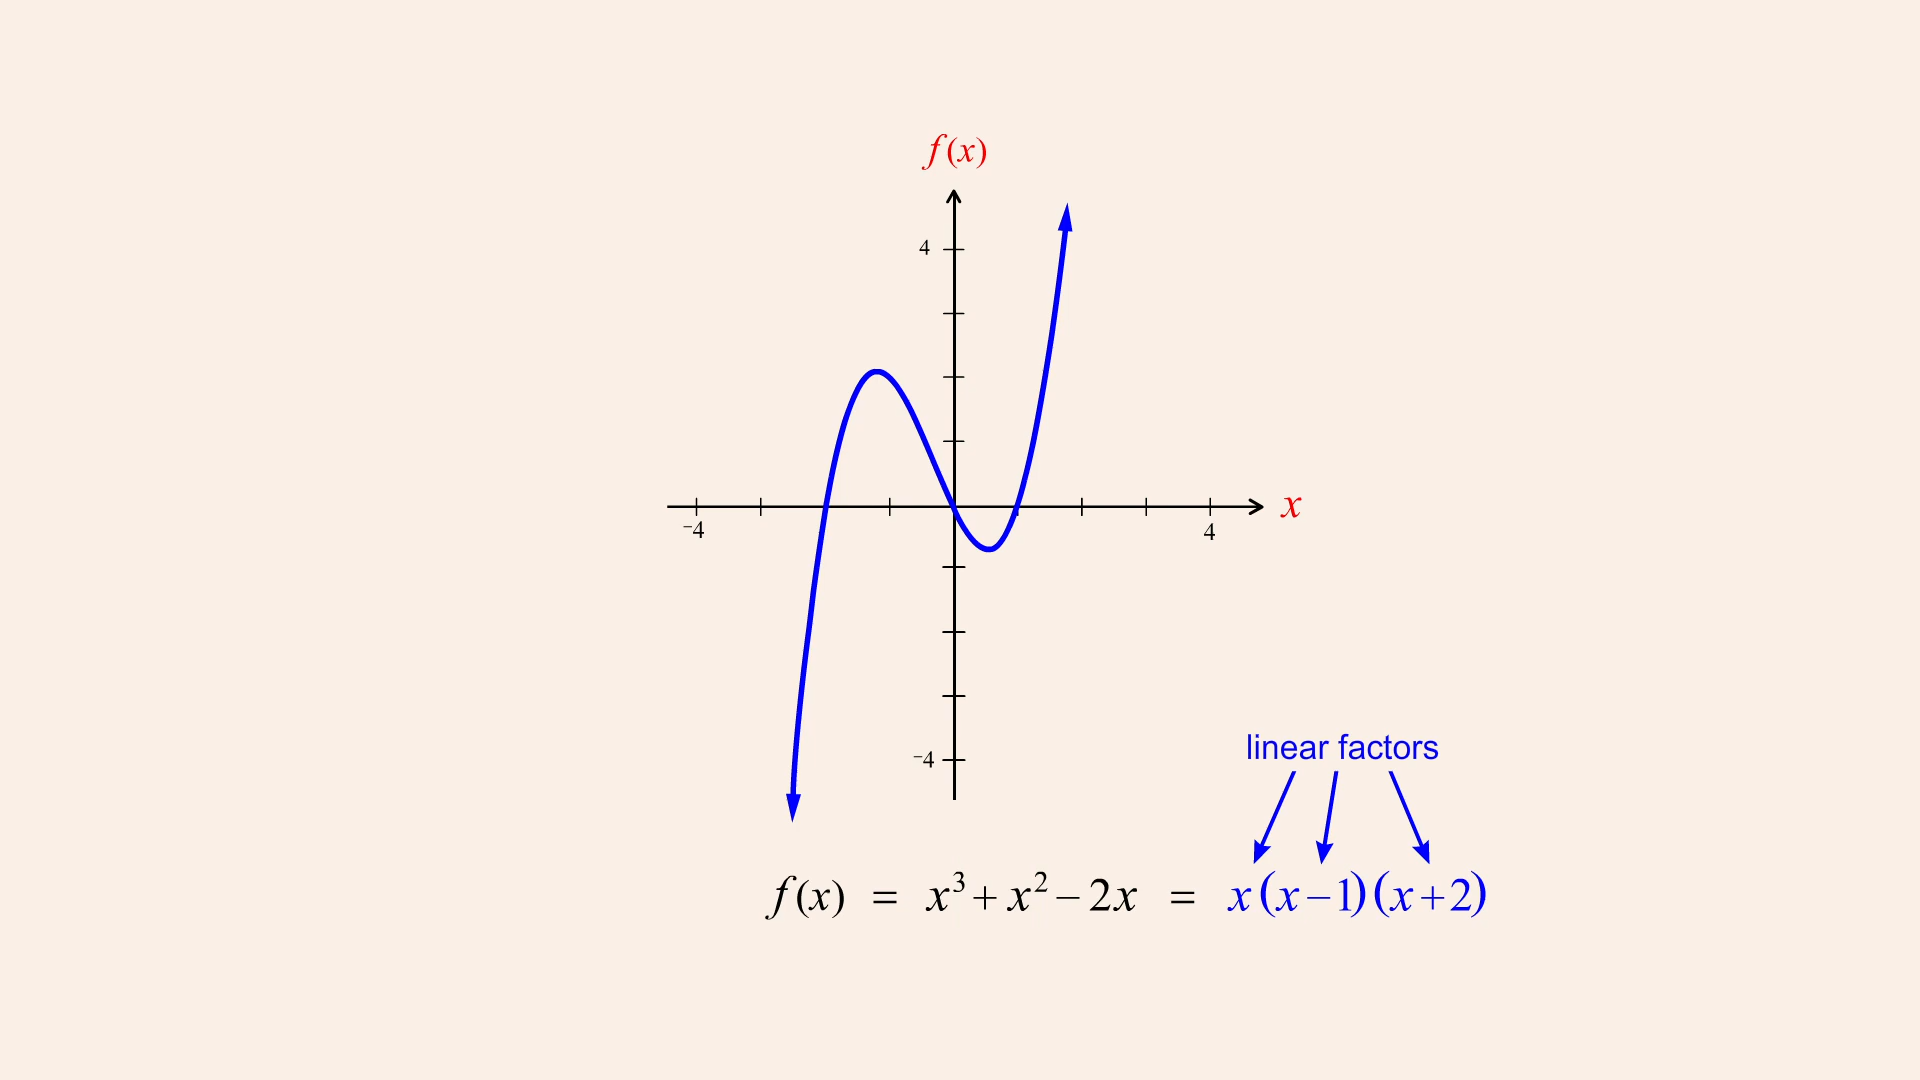 f(x)
4
−4
4
x
−4
linear factors
f(x) = x³ + x² − 2x = x(x−1)(x+2)